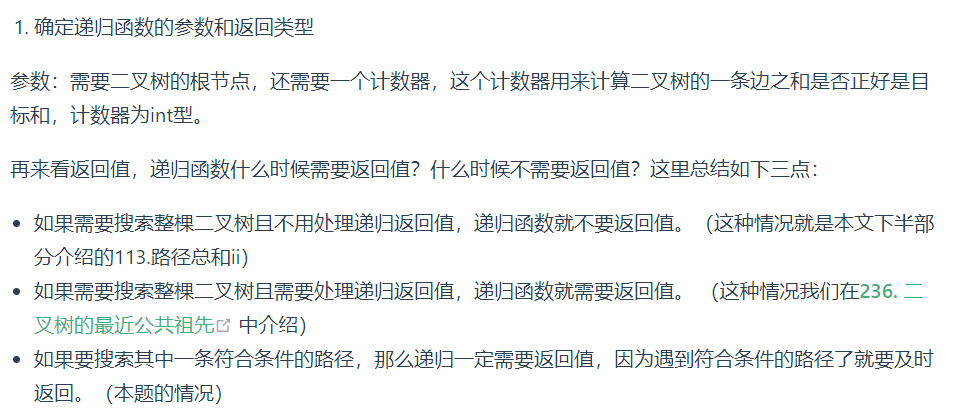 1. 确定递归函数的参数和返回类型
参数：需要二叉树的根节点，还需要一个计数器，这个计数器用来计算二叉树的一条边之和是否正好是目
标和，计数器为int型。
再来看返回值，递归函数什么时候需要返回值？什么时候不需要返回值？这里总结如下三点：
• 如果需要搜索整棵二叉树且不用处理递归返回值，递归函数就不要返回值。（这种情况就是本文下半部
分介绍的113.路径总和ii）
• 如果需要搜索整棵二叉树且需要处理递归返回值，递归函数就需要返回值。 （这种情况我们在236. 二
叉树的最近公共祖先 中介绍）
• 如果要搜索其中一条符合条件的路径，那么递归一定需要返回值，因为遇到符合条件的路径了就要及时
返回。（本题的情况）